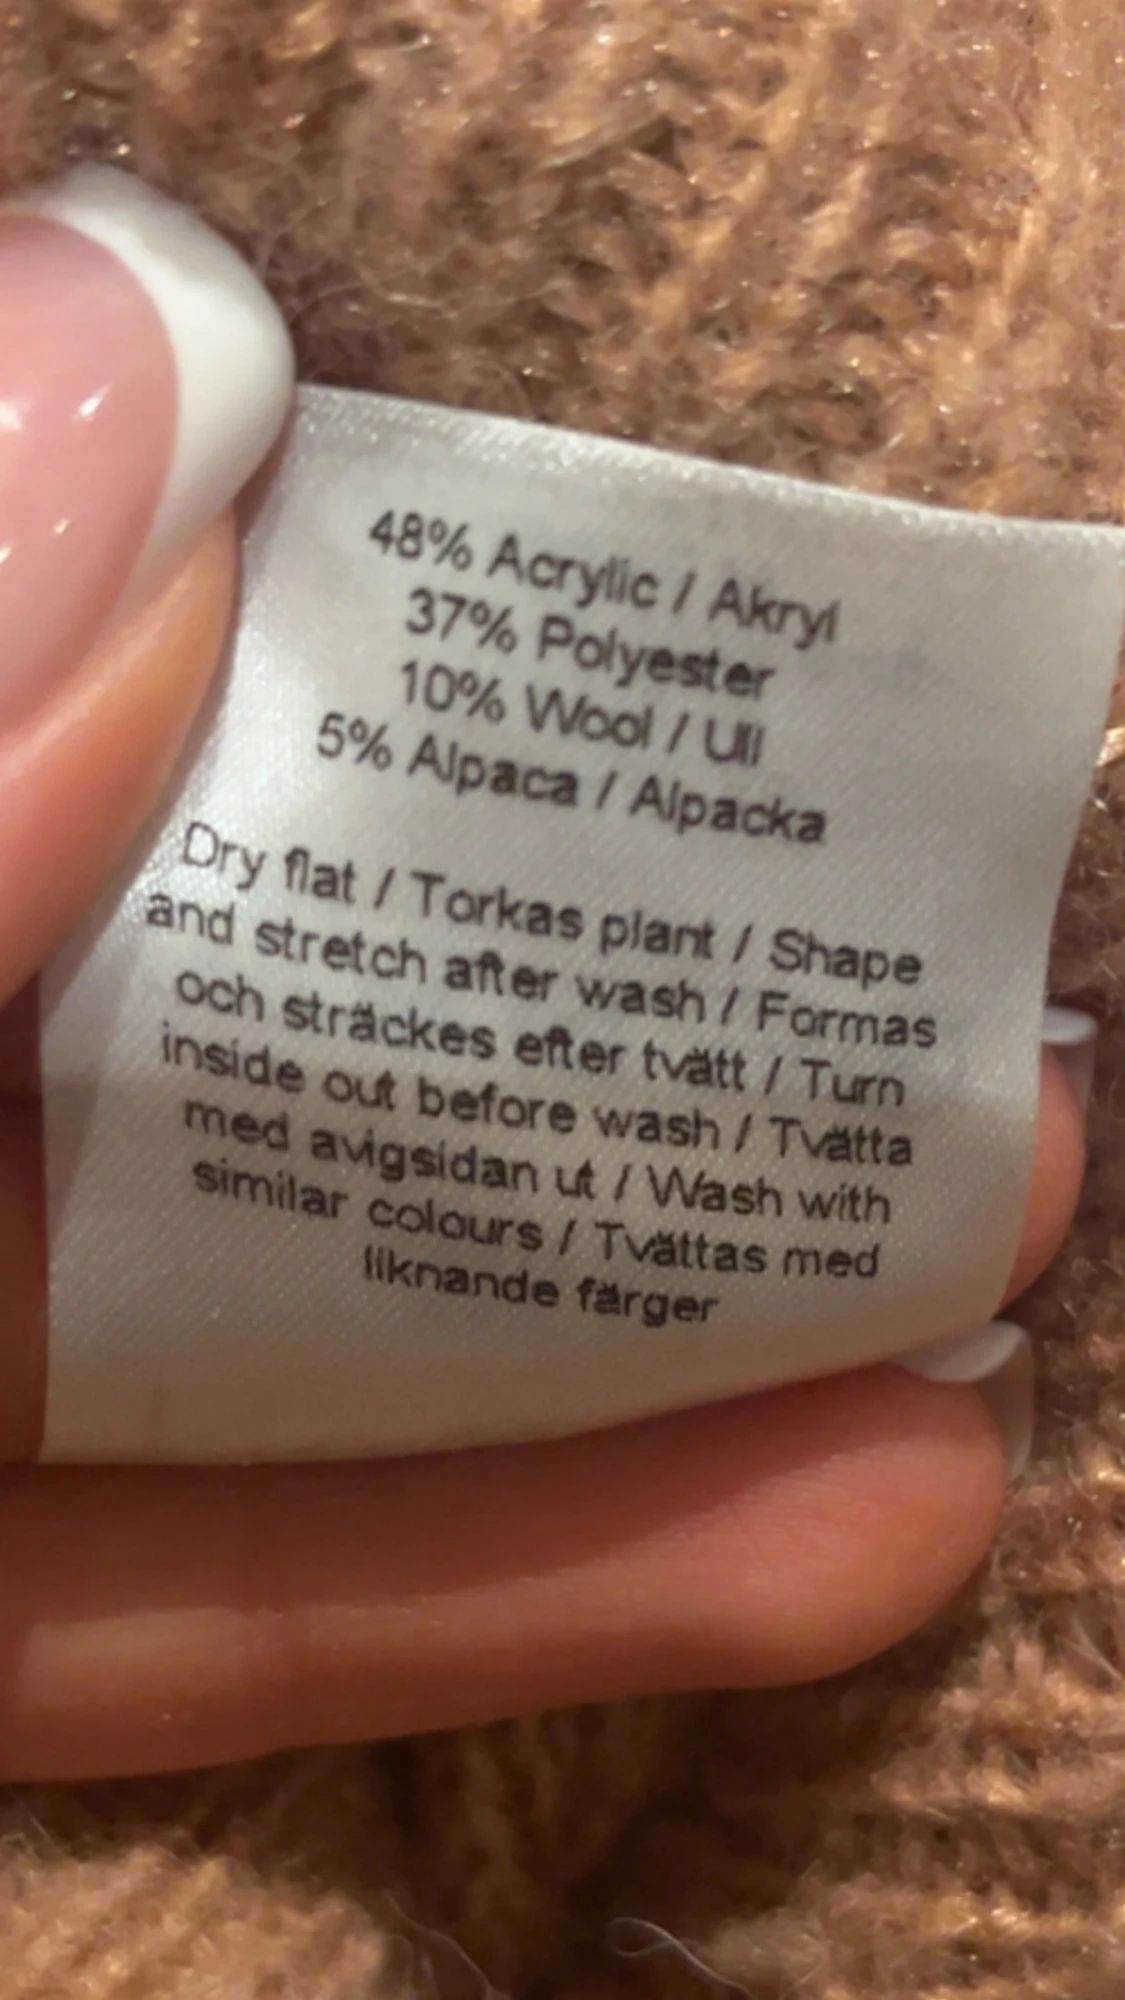 48% Acrylic / Akryl
37% Polyester
10% Wool / Ull
5% Alpaca / Alpacka
Dry flat / Torkas plant / Shape
and stretch after wash / Formas
och sträckes efter tvätt / Turn
inside out before wash / Tvätta
med avigsidan ut / Wash with
similar colours / Tvättas med
liknande färger